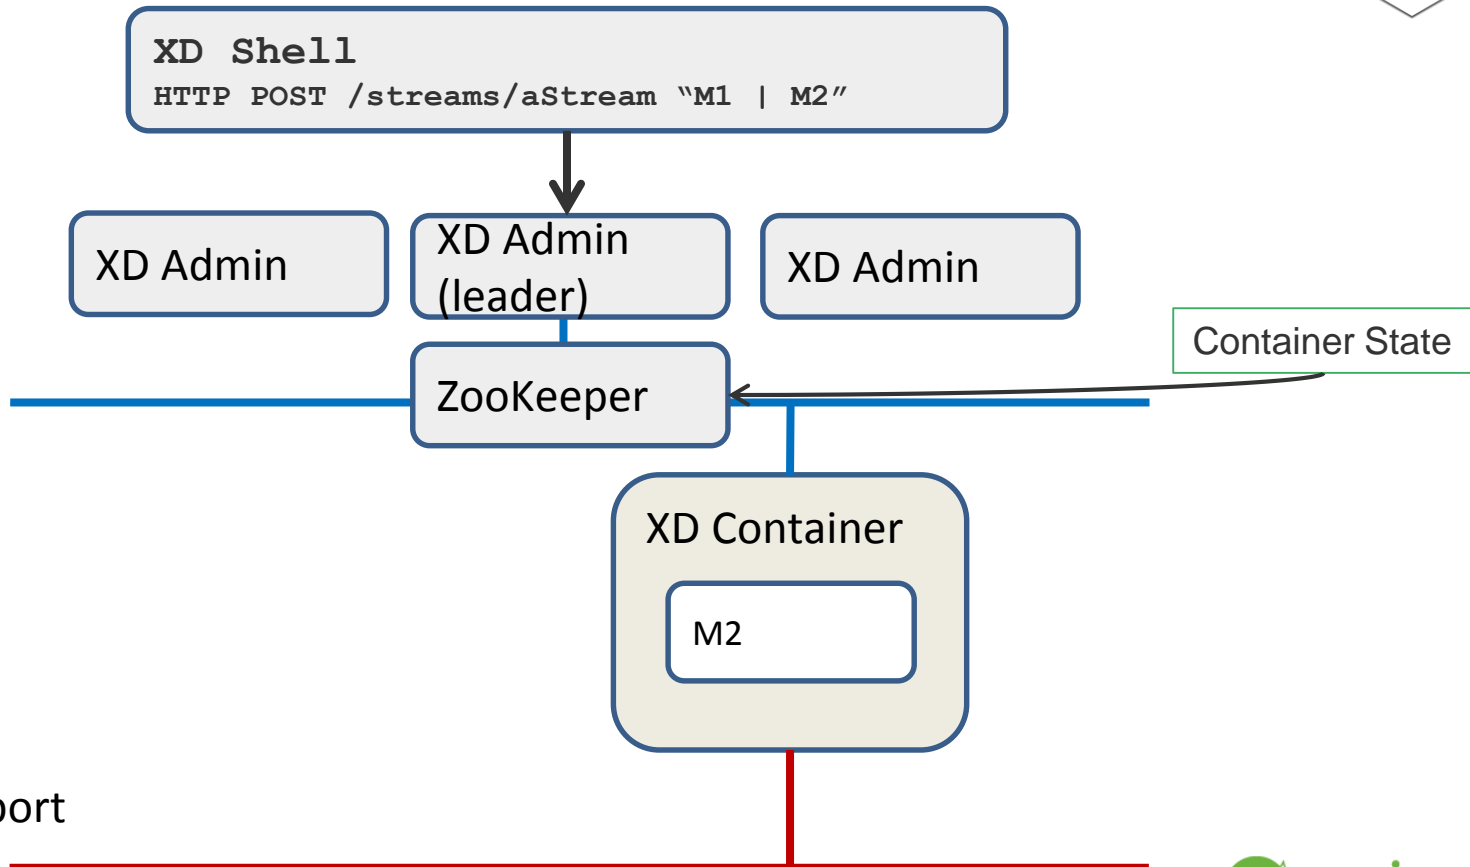 XD Shell
HTTP POST /streams/aStream “M1 | M2”
XD Admin
XD Admin
(leader)
XD Admin
Container State
ZooKeeper
XD Container
M2
port